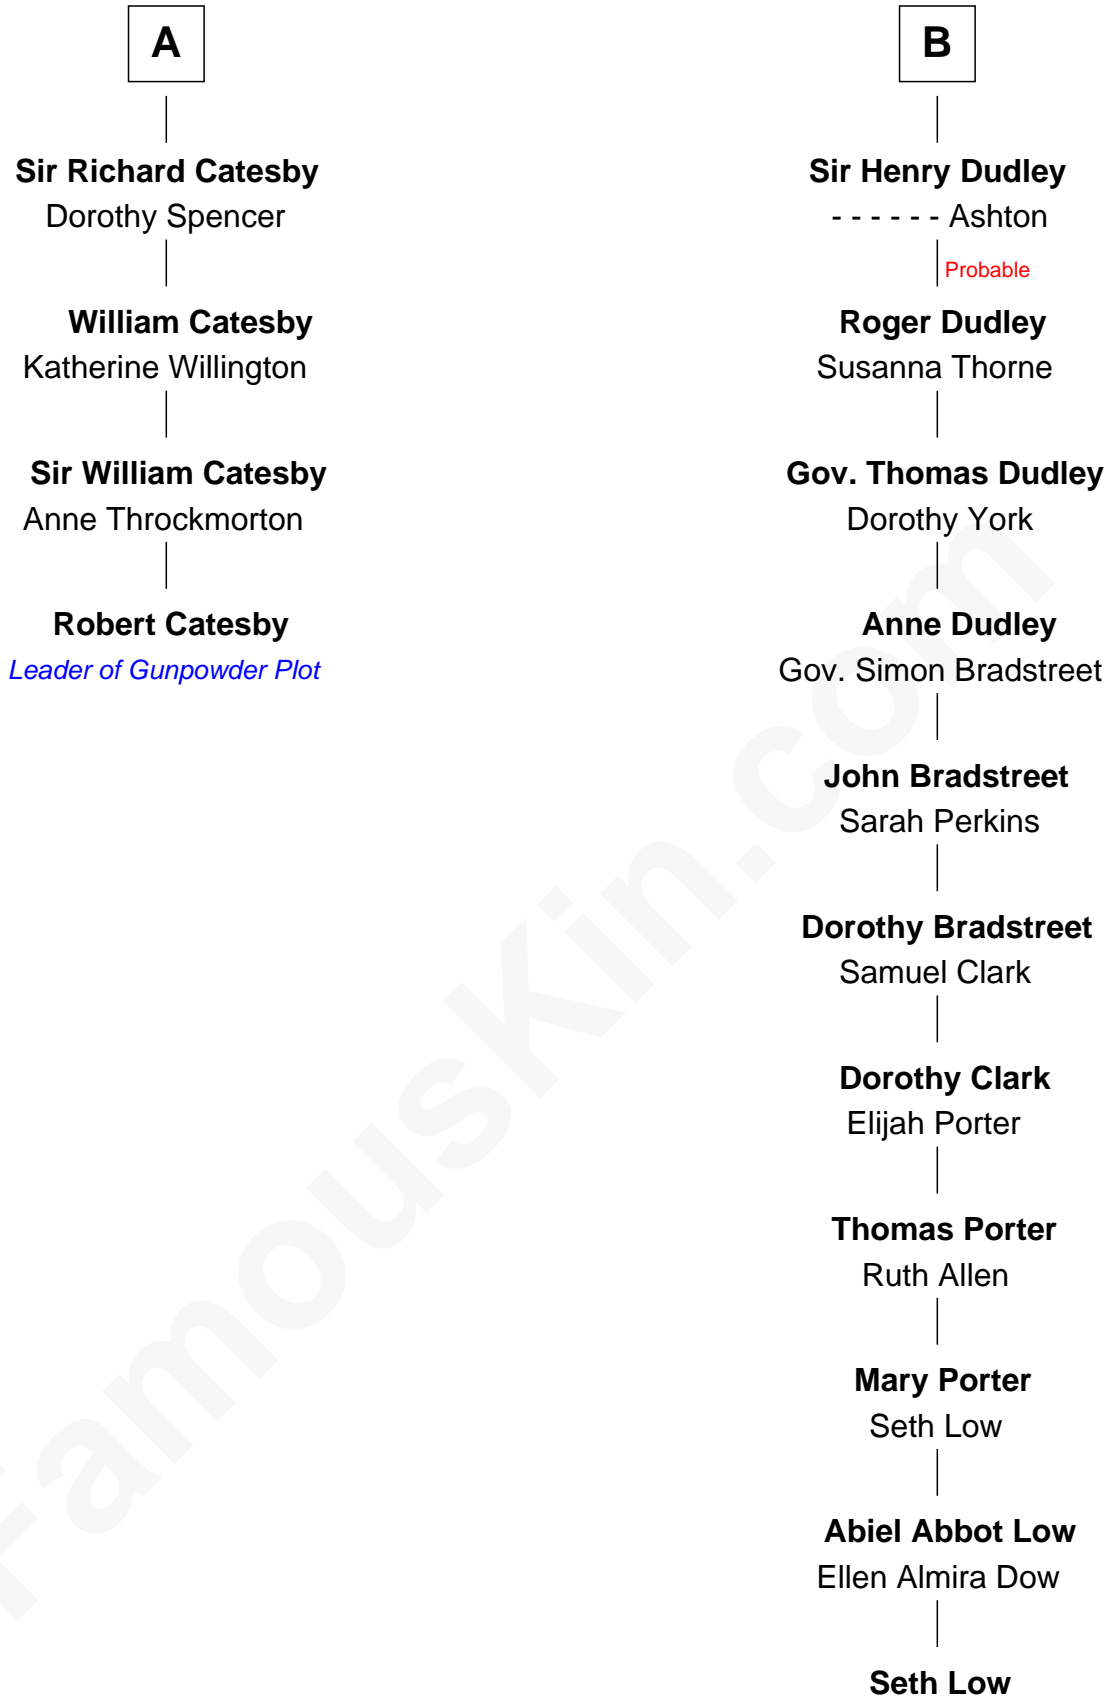 A
Sir Richard Catesby
Dorothy Spencer
William Catesby
Katherine Willington
Sir William Catesby
Anne Throckmorton
Robert Catesby
Leader of Gunpowder Plot
B
Sir Henry Dudley
- - - - - - Ashton
Probable
Roger Dudley
Susanna Thorne
Gov. Thomas Dudley
Dorothy York
Anne Dudley
Gov. Simon Bradstreet
John Bradstreet
Sarah Perkins
Dorothy Bradstreet
Samuel Clark
Dorothy Clark
Elijah Porter
Thomas Porter
Ruth Allen
Mary Porter
Seth Low
Abiel Abbot Low
Ellen Almira Dow
Seth Low
FamousKin.com